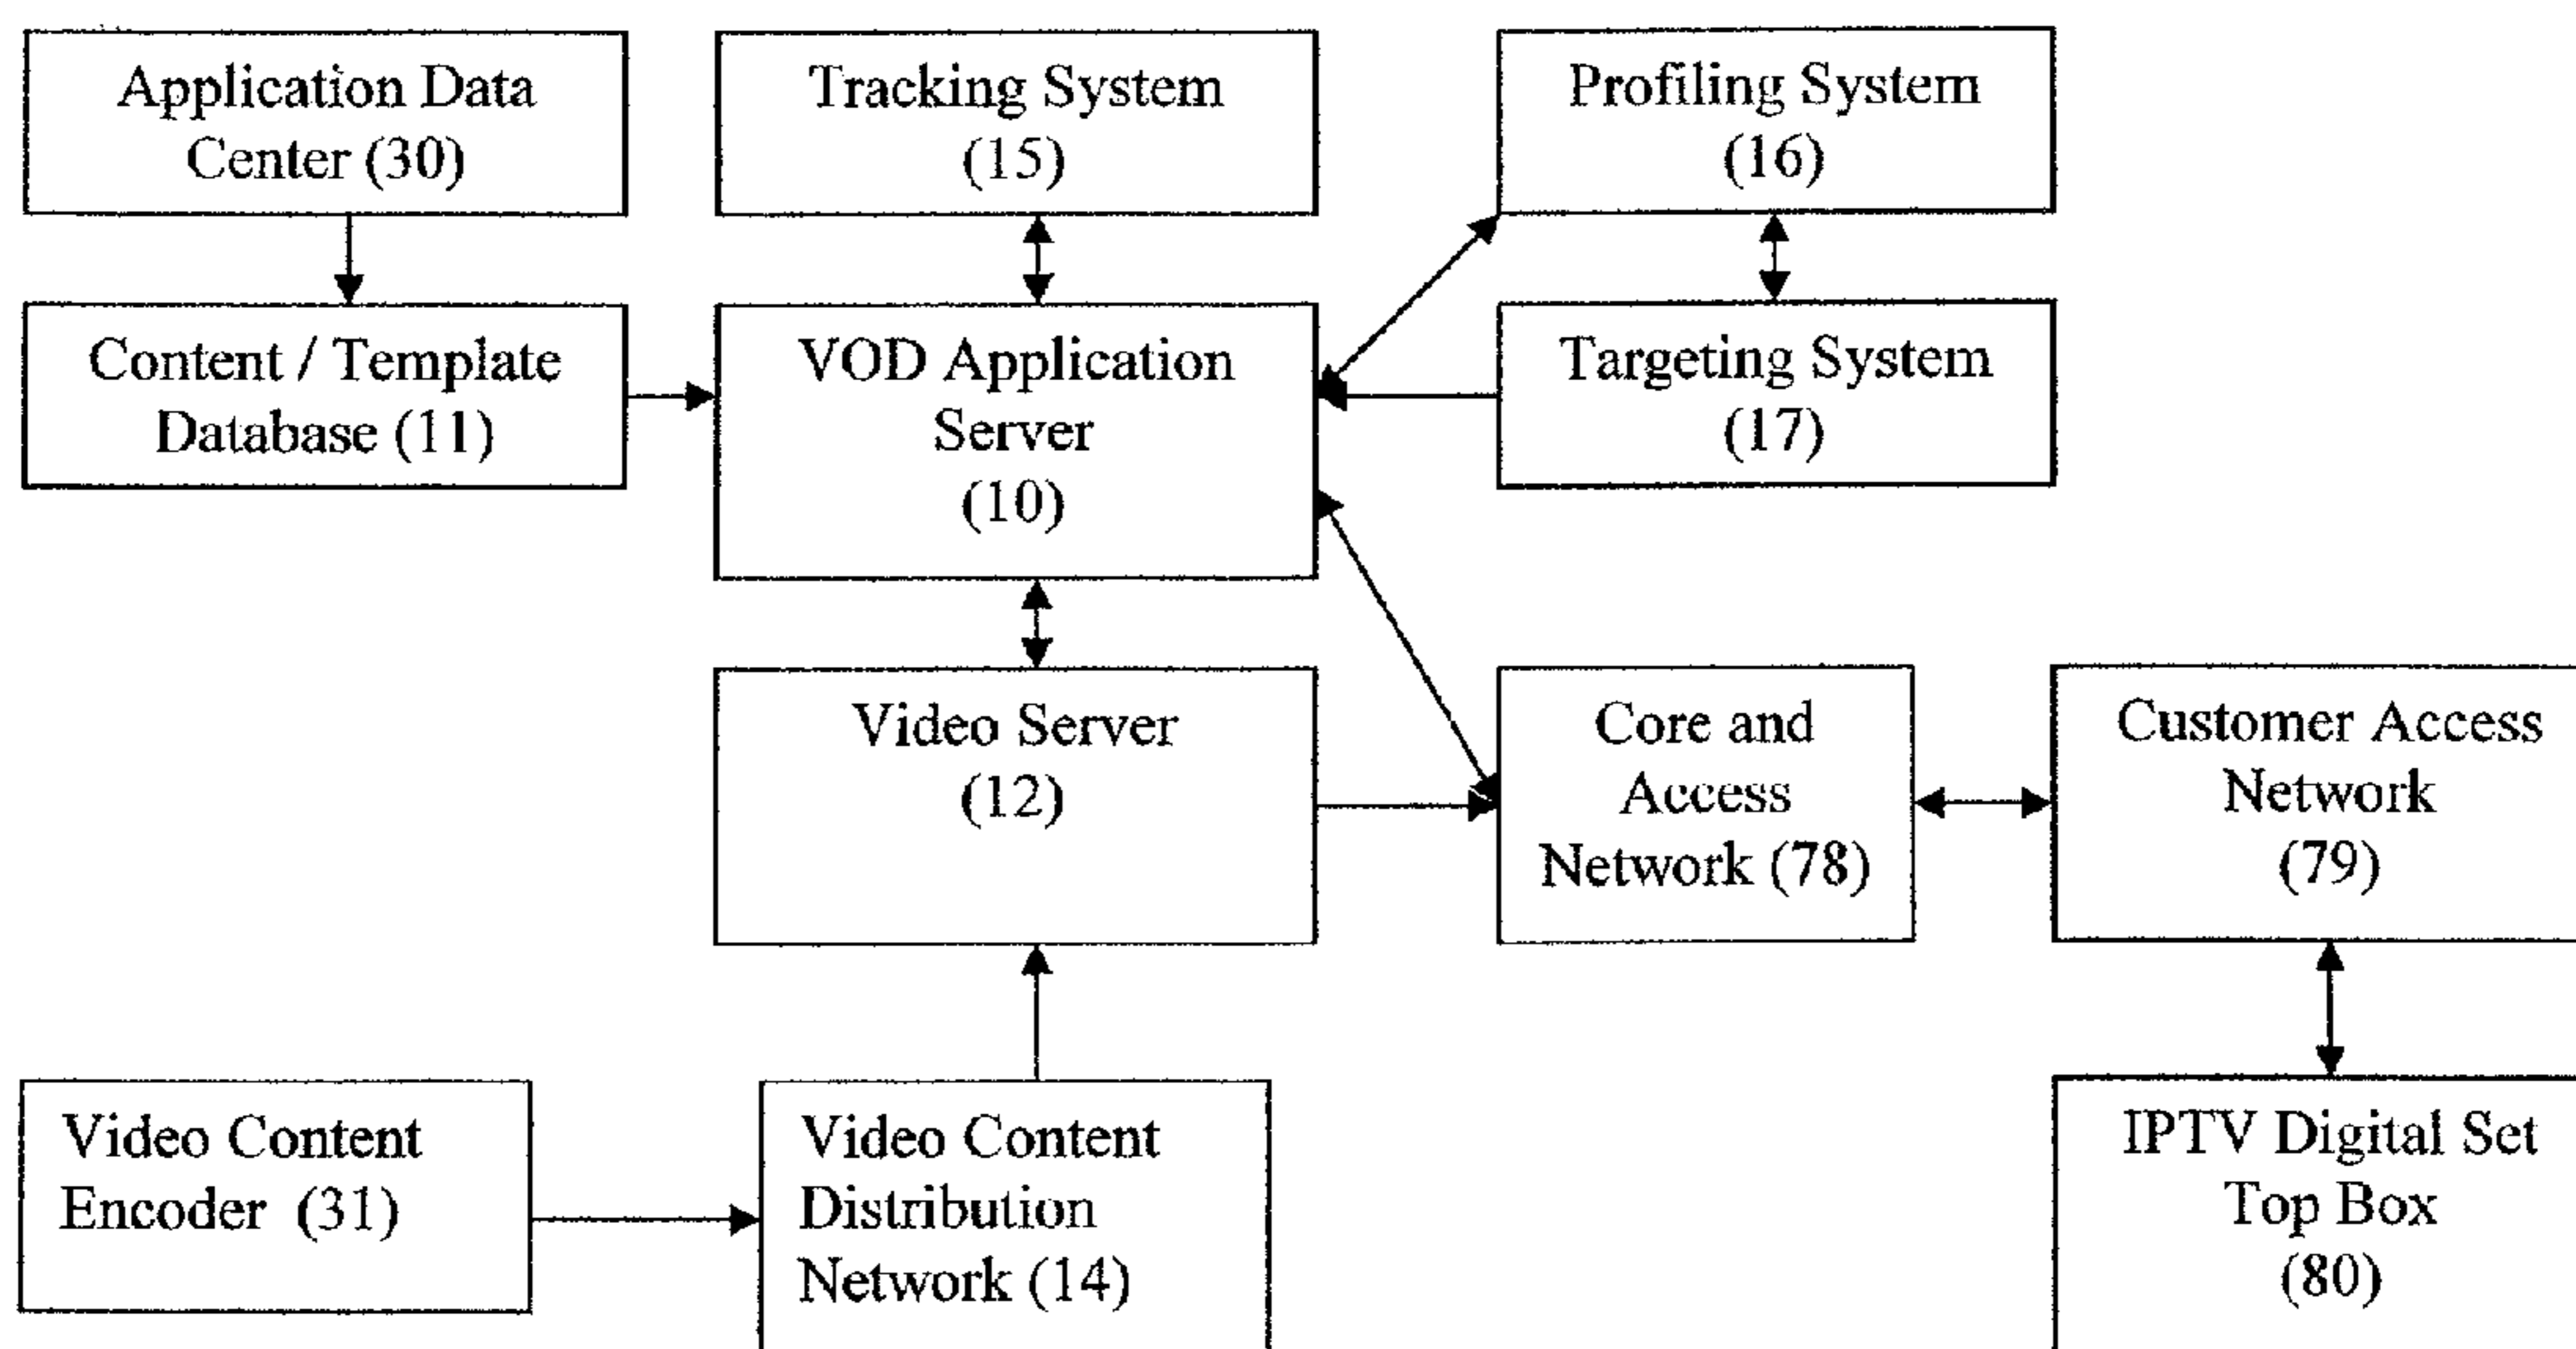 Application Data
Center (30)
Tracking System
(15)
Profiling System
(16)
Content / Template
Database (11)
VOD Application
Server
(10)
Targeting System
(17)
Video Server
(12)
Core and
Access
Network (78)
Customer Access
Network
(79)
Video Content
Encoder (31)
Video Content
Distribution
Network (14)
IPTV Digital Set
Top Box
(80)